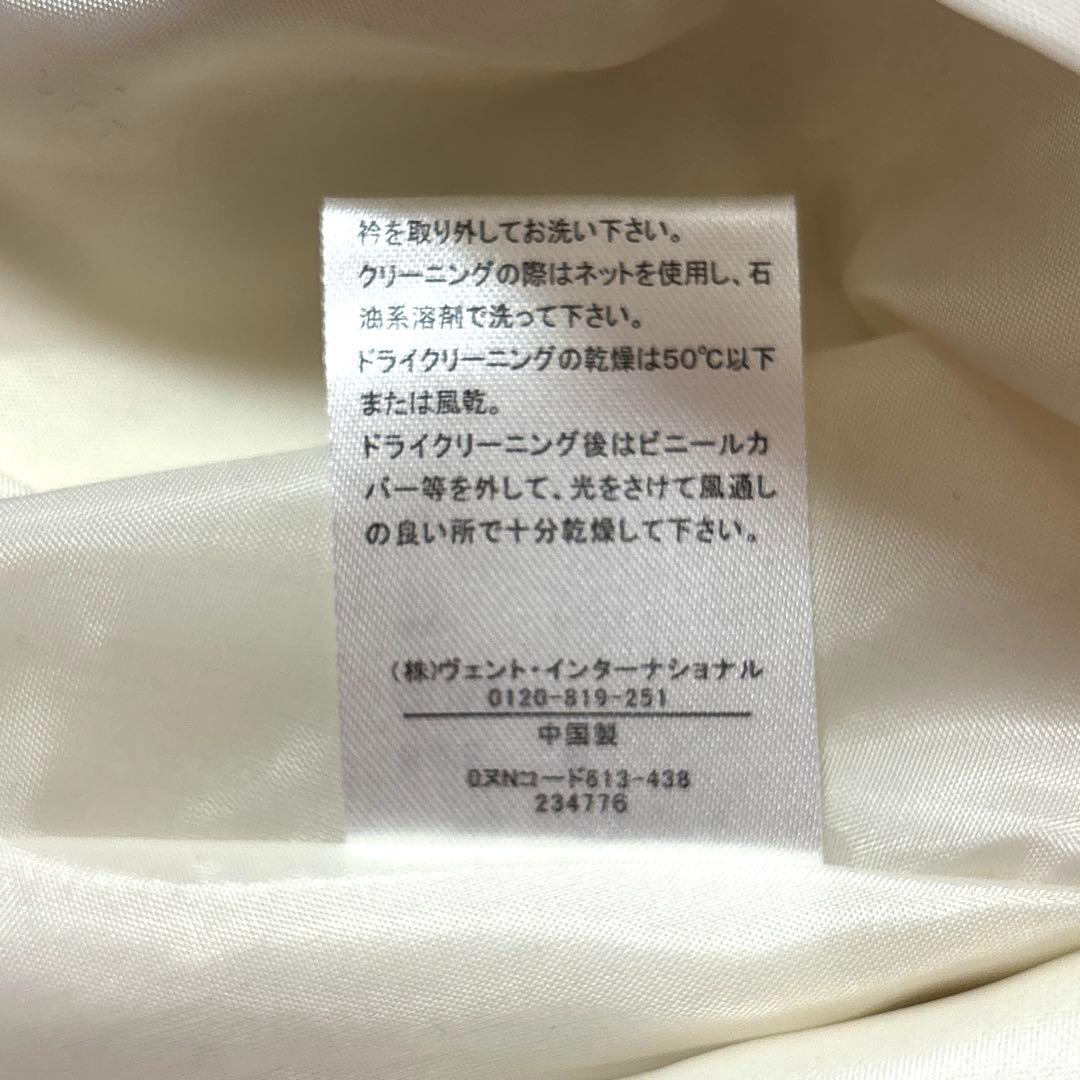 衿を取り外してお洗い下さい。
クリーニングの際はネットを使用し、石
油系溶剤で洗って下さい。
ドライクリーニングの乾燥は50℃以下
または風乾。
ドライクリーニング後はビニールカ
バー等を外して、光をさけて風通し
の良い所で十分乾燥して下さい。
(株)ヴェント・インターナショナル
0120-819-251
中国製
QヌNコード613-438
234776